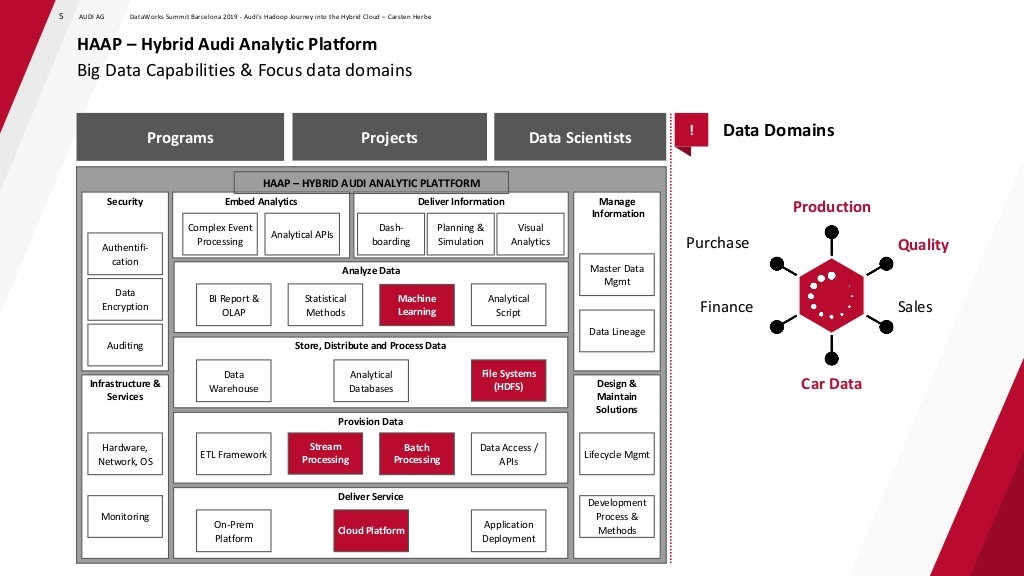 5 AUDI AG DataWorks Summit Barcelona 2019 - Audi's Hadoop Journey into the Hybrid Cloud – Carsten Herbe
HAAP – Hybrid Audi Analytic Platform
Big Data Capabilities & Focus data domains
Programs
Projects
Data Scientists
HAAP – HYBRID AUDI ANALYTIC PLATTFORM
Security
Authentifi-
cation
Data
Encryption
Auditing
Infrastructure &
Services
Hardware,
Network, OS
Monitoring
Embed Analytics
Complex Event
Processing
Analytical APIs
Deliver Information
Dash-
boarding
Planning &
Simulation
Visual
Analytics
Analyze Data
BI Report &
OLAP
Statistical
Methods
Machine
Learning
Analytical
Script
Store, Distribute and Process Data
Data
Warehouse
Analytical
Databases
File Systems
(HDFS)
Provision Data
ETL Framework
Stream
Processing
Batch
Processing
Data Access /
APIs
Deliver Service
On-Prem
Platform
Cloud Platform
Application
Deployment
Manage
Information
Master Data
Mgmt
Data Lineage
Design &
Maintain
Solutions
Lifecycle Mgmt
Development
Process &
Methods
!
Data Domains
Production
Purchase
Quality
Finance
Sales
Car Data